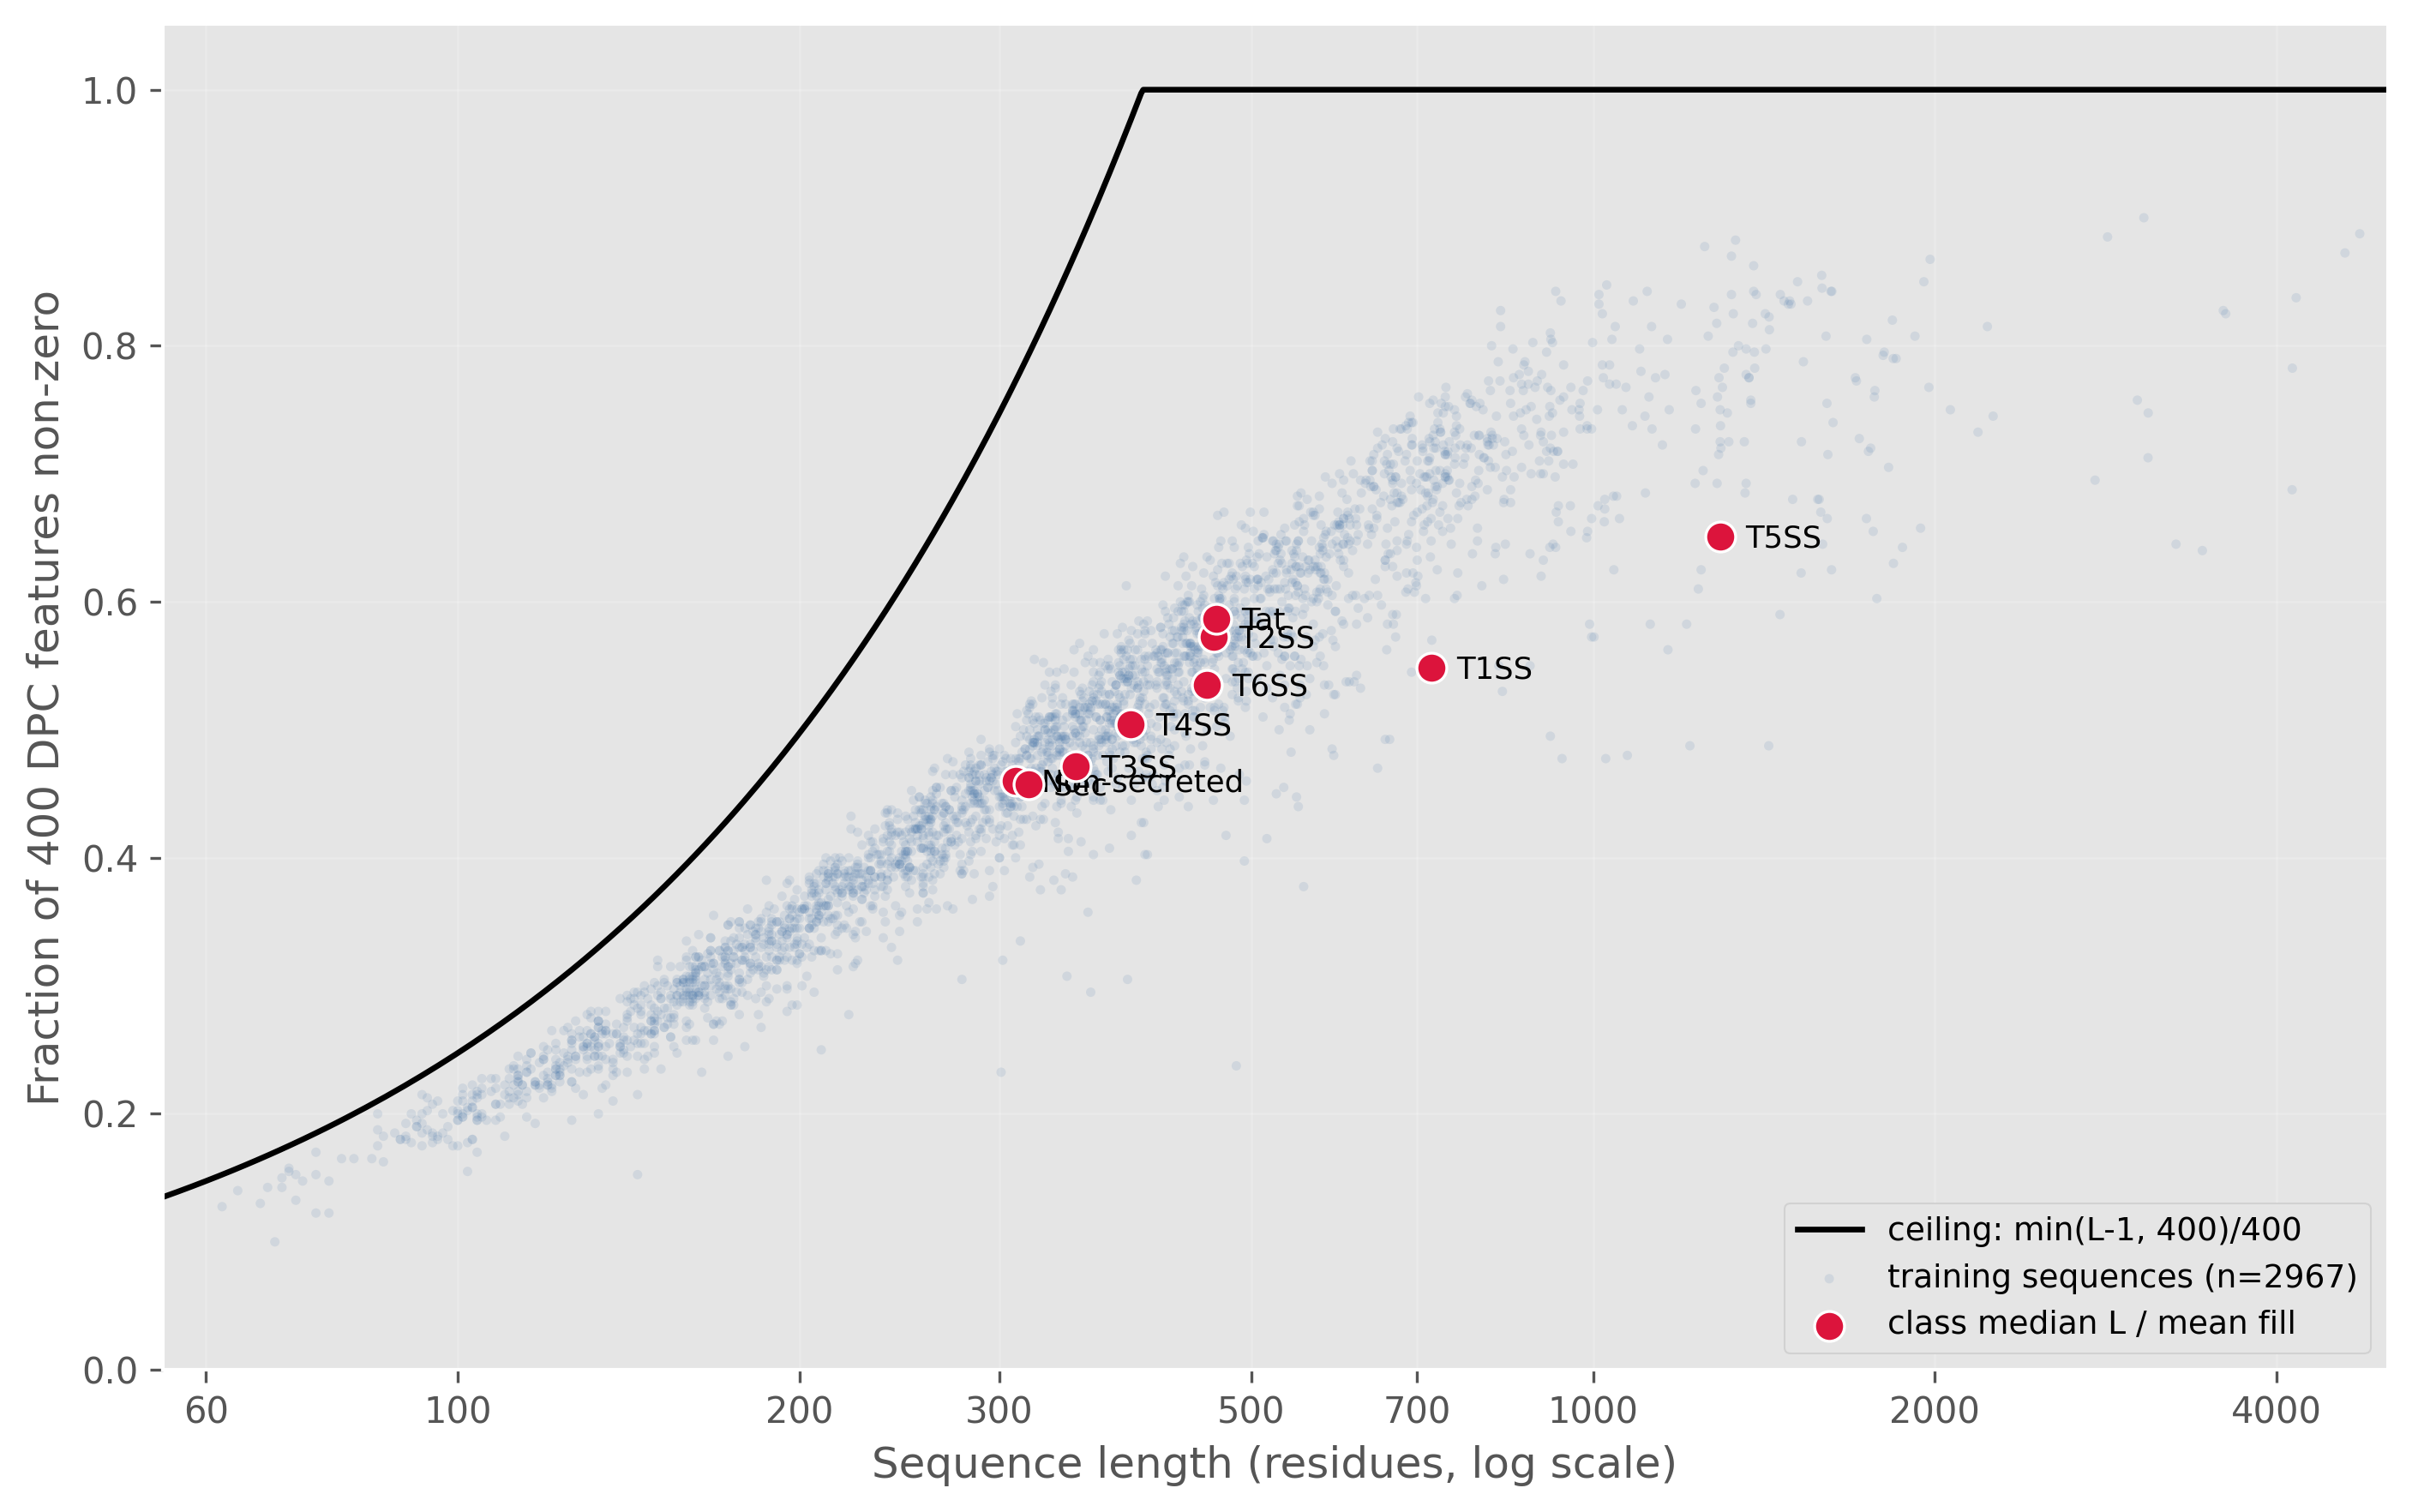 Fraction of 400 DPC features non-zero
1.0
0.8
0.6
0.4
0.2
0.0
T5SS
Tat
T2SS
T1SS
T6SS
T4SS
T3SS
Non-secreted
Sec
ceiling: min(L-1, 400)/400
training sequences (n=2967)
class median L / mean fill
60 100 200 300 500 700 1000 2000 4000
Sequence length (residues, log scale)